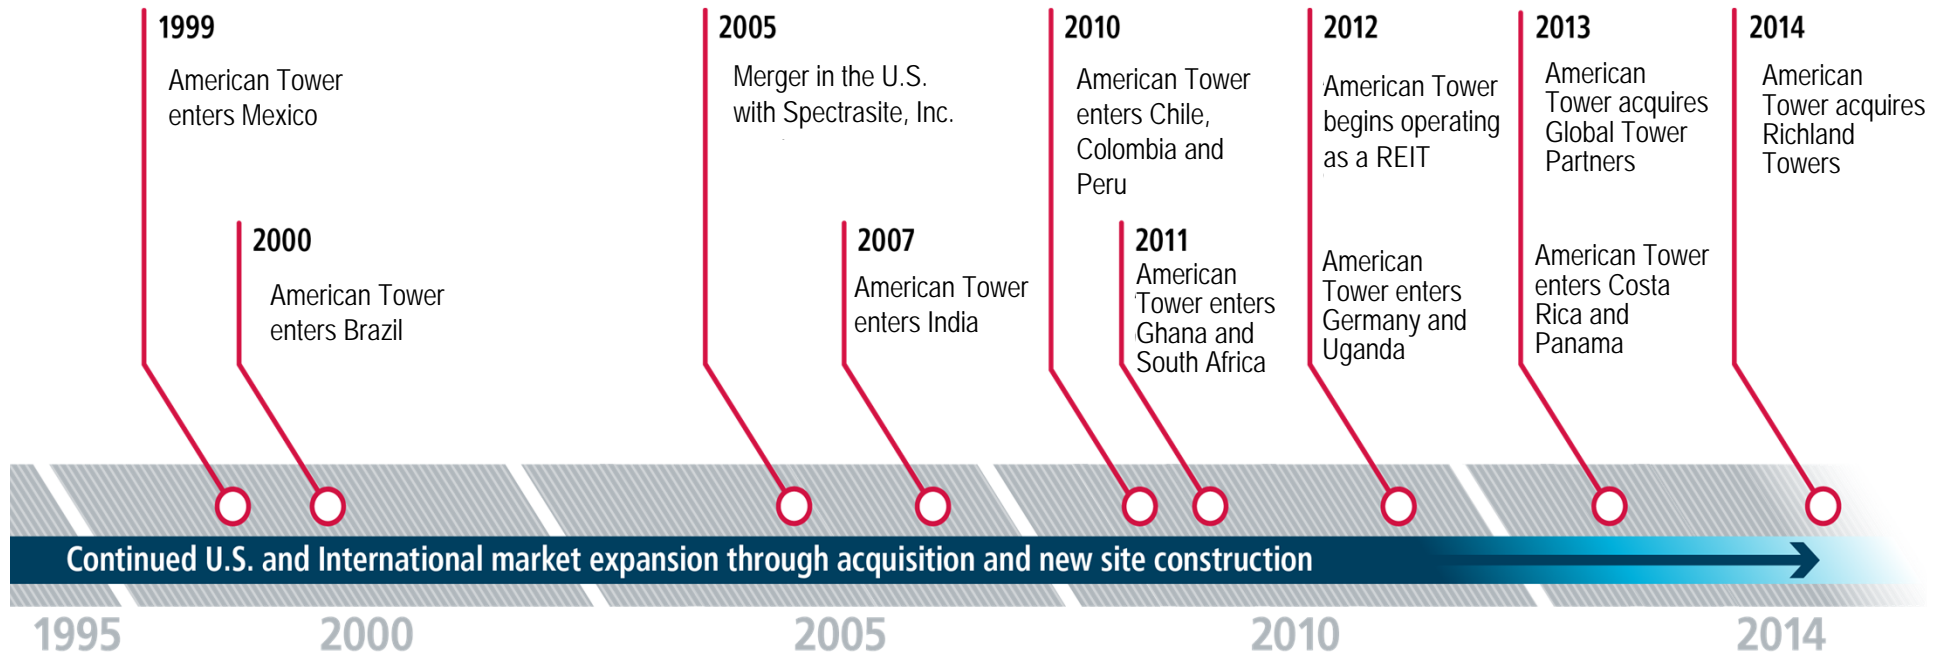 1999
American Tower
enters Mexico
2000
American Tower
enters Brazil
2005
Merger in the U.S.
with Spectrasite, Inc.
2007
American Tower
enters India
2010
American Tower
enters Chile,
Colombia and
Peru
2011
American
Tower enters
Ghana and
South Africa
2012
American Tower
begins operating
as a REIT
American
Tower enters
Germany and
Uganda
2013
American
Tower acquires
Global Tower
Partners
American Tower
enters Costa
Rica and
Panama
2014
American
Tower acquires
Richland
Towers
Continued U.S. and International market expansion through acquisition and new site construction
1995
2000
2005
2010
2014